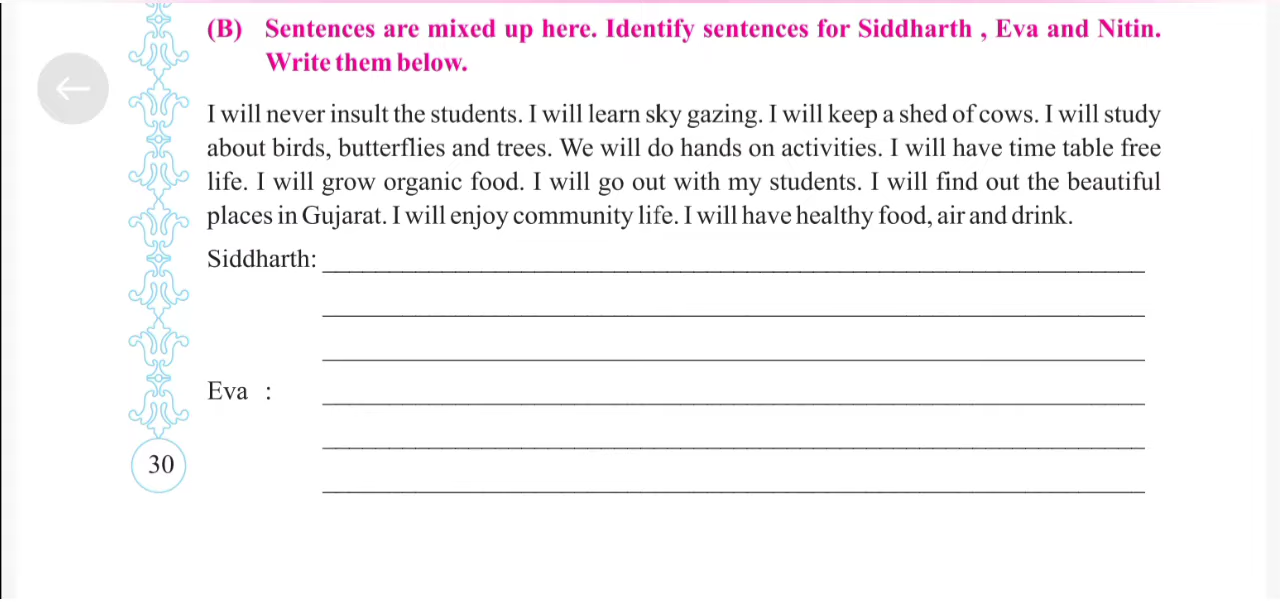 (B) Sentences are mixed up here. Identify sentences for Siddharth , Eva and Nitin.
Write them below.
I will never insult the students. I will learn sky gazing. I will keep a shed of cows. I will study
about birds, butterflies and trees. We will do hands on activities. I will have time table free
life. I will grow organic food. I will go out with my students. I will find out the beautiful
places in Gujarat. I will enjoy community life. I will have healthy food, air and drink.
Siddharth:
Eva :
30